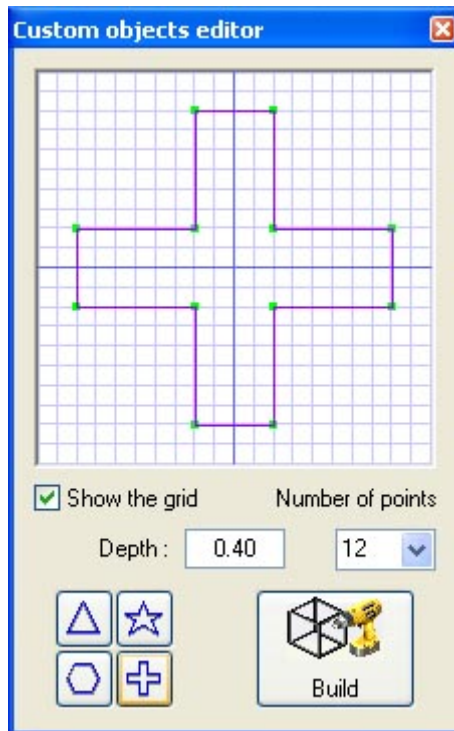 Custom objects editor
Show the grid Number of points
Depth : 0.40 12
Build